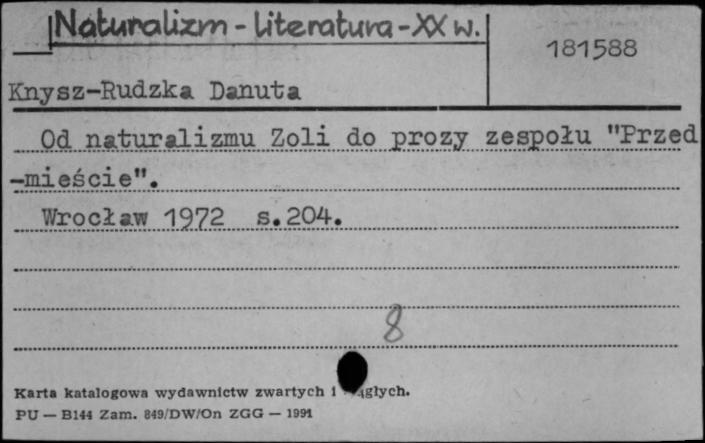 Naturalizm - literatura - XX w.
181588
Knysz-Rudzka Danuta
Od naturalizmu Zoli do prozy zespołu "Przed
-mieście".
Wrocław 1972 s.204.
8
Karta katalogowa wydawnictw zwartych i
PU — B144 Zam. 849/DW/On ZGG — 1991